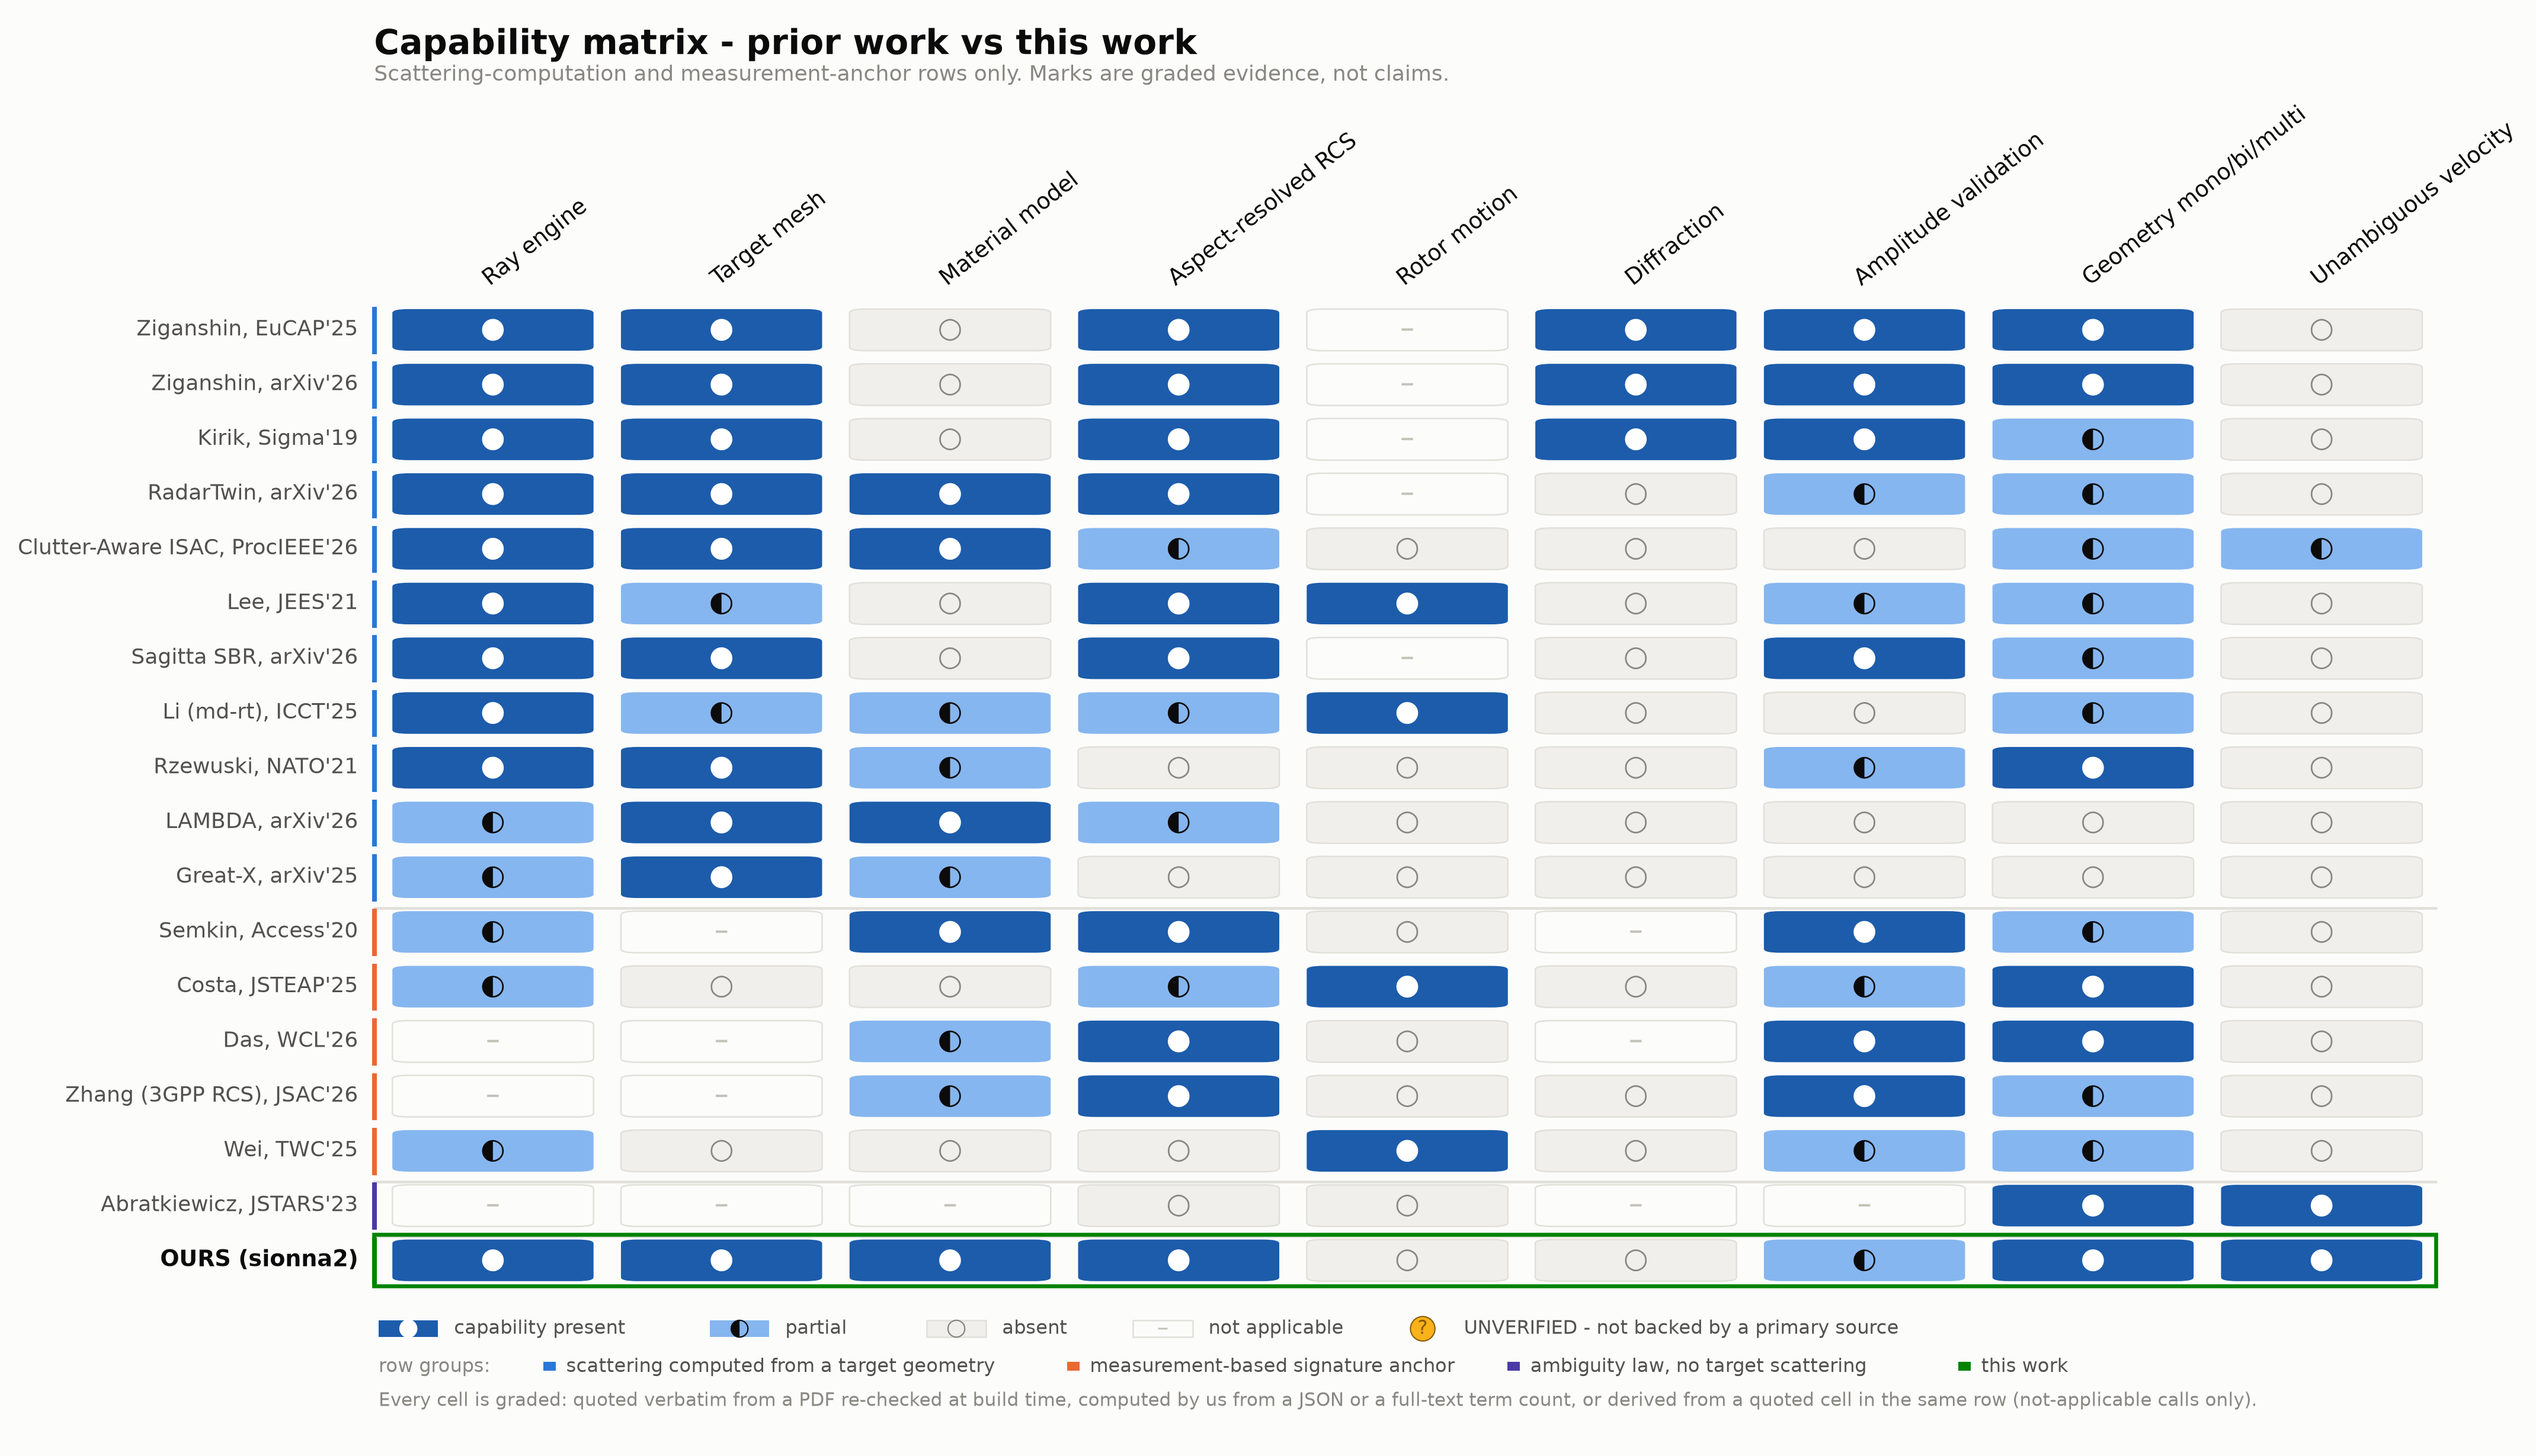 Capability matrix - prior work vs this work
Scattering-computation and measurement-anchor rows only. Marks are graded evidence, not claims.
Ray engine
Target mesh
Material model
Aspect-resolved RCS
Rotor motion
Diffraction
Amplitude validation
Geometry mono/bi/multi
Unambiguous velocity
Ziganshin, EuCAP'25
Ziganshin, arXiv'26
Kirik, Sigma'19
RadarTwin, arXiv'26
Clutter-Aware ISAC, ProcIEEE'26
Lee, JEES'21
Sagitta SBR, arXiv'26
Li (md-rt), ICCT'25
Rzewuski, NATO'21
LAMBDA, arXiv'26
Great-X, arXiv'25
Semkin, Access'20
Costa, JSTEAP'25
Das, WCL'26
Zhang (3GPP RCS), JSAC'26
Wei, TWC'25
Abratkiewicz, JSTARS'23
OURS (sionna2)
capability present partial absent – not applicable ? UNVERIFIED - not backed by a primary source
row groups: scattering computed from a target geometry measurement-based signature anchor ambiguity law, no target scattering this work
Every cell is graded: quoted verbatim from a PDF re-checked at build time, computed by us from a JSON or a full-text term count, or derived from a quoted cell in the same row (not-applicable calls only).